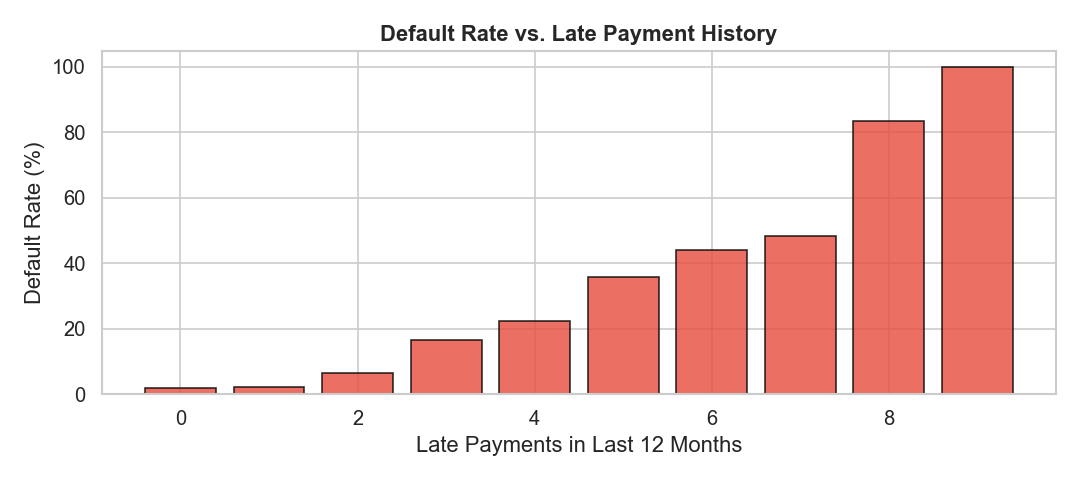 Default Rate vs. Late Payment History
Default Rate (%)
100
80
60
40
20
0
0 2 4 6 8
Late Payments in Last 12 Months